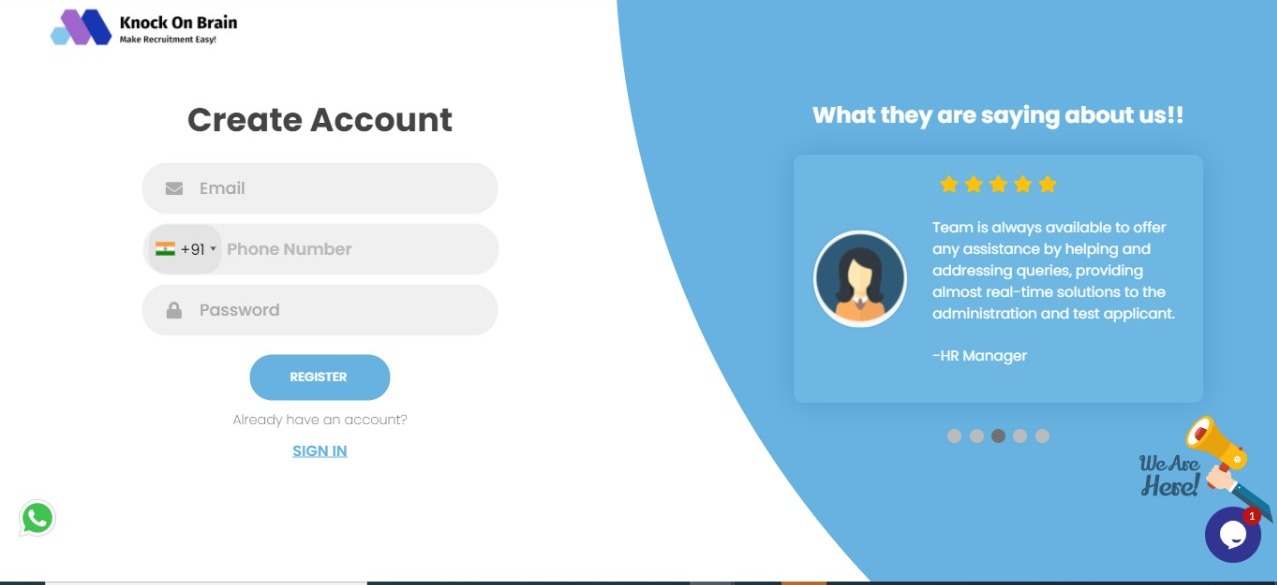 Knock On Brain
Make Recruitment Easy!
Create Account
Email
+91
Phone Number
Password
REGISTER
Already have an account?
SIGN IN
What they are saying about us!!
Team is always available to offer
any assistance by helping and
addressing queries, providing
almost real-time solutions to the
administration and test applicant.
-HR Manager
We Are
Here!
1